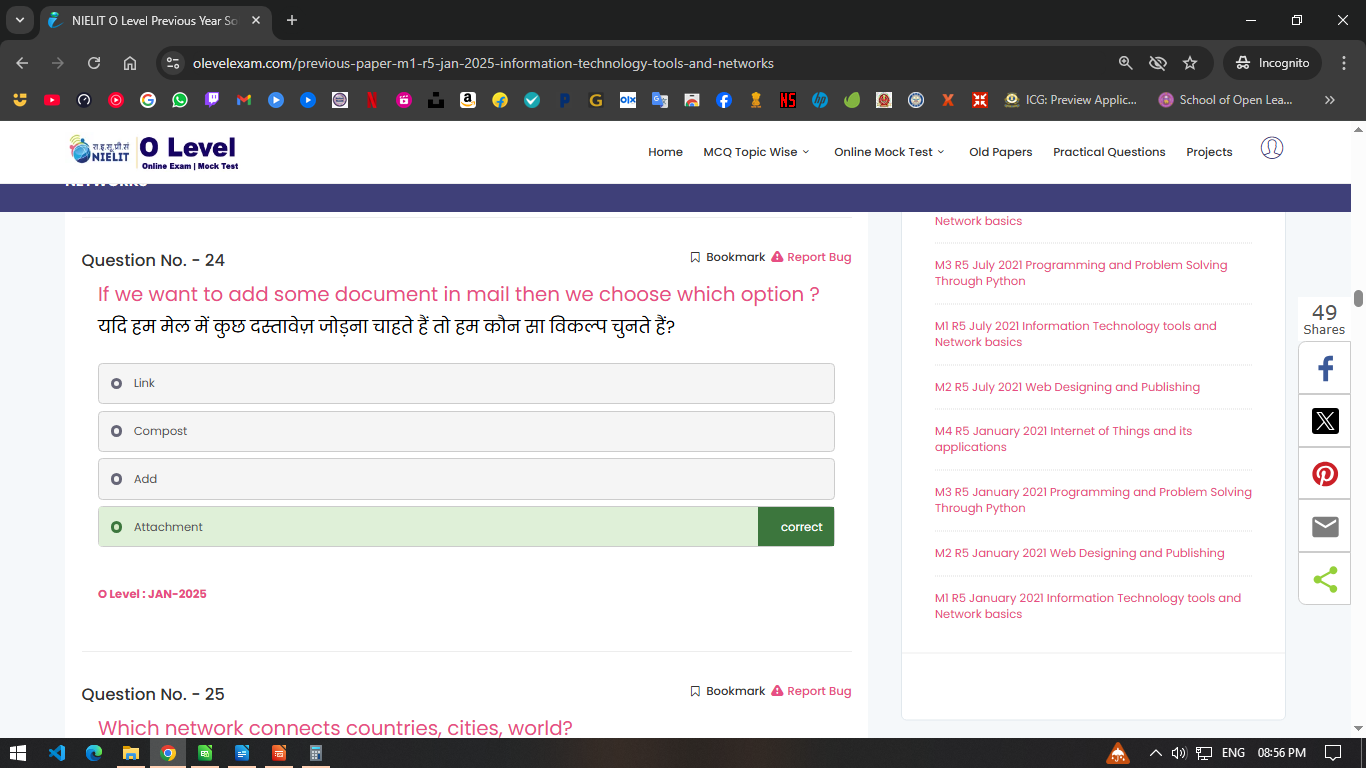 NIELIT O Level Previous Year So
olevelexam.com/previous-paper-m1-r5-jan-2025-information-technology-tools-and-networks
Incognito
ICG: Preview Applic...
School of Open Lea...
NIELIT
O Level
Online Exam | Mock Test
Home
MCQ Topic Wise
Online Mock Test
Old Papers
Practical Questions
Projects
NETWORKS
Question No. - 24
Bookmark
Report Bug
If we want to add some document in mail then we choose which option ?
यदि हम मेल में कुछ दस्तावेज़ जोड़ना चाहते हैं तो हम कौन सा विकल्प चुनते हैं?
Link
Compost
Add
Attachment
correct
O Level : JAN-2025
Question No. - 25
Bookmark
Report Bug
Which network connects countries, cities, world?
Network basics
M3 R5 July 2021 Programming and Problem Solving
Through Python
M1 R5 July 2021 Information Technology tools and
Network basics
M2 R5 July 2021 Web Designing and Publishing
M4 R5 January 2021 Internet of Things and its
applications
M3 R5 January 2021 Programming and Problem Solving
Through Python
M2 R5 January 2021 Web Designing and Publishing
M1 R5 January 2021 Information Technology tools and
Network basics
49
Shares
ENG
08:56 PM